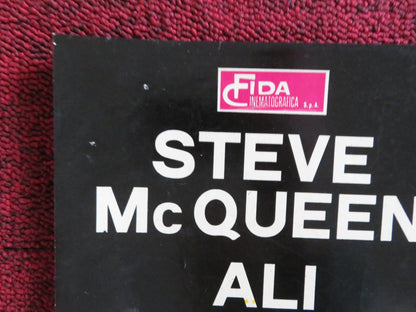 FIDA
CINEMATOGRAFICA S.p.A.
STEVE
McQUEEN
ALI